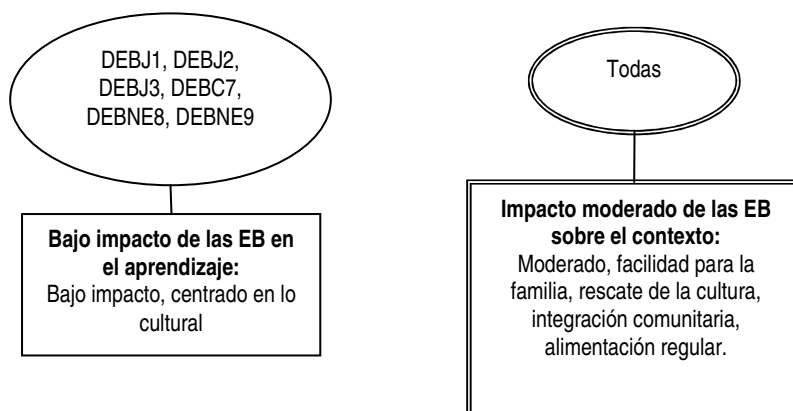 DEBJ1, DEBJ2,
DEBJ3, DEBC7,
DEBNE8, DEBNE9
Bajo impacto de las EB en
el aprendizaje:
Bajo impacto, centrado en lo
cultural
Todas
Impacto moderado de las EB
sobre el contexto:
Moderado, facilidad para la
familia, rescate de la cultura,
integración comunitaria,
alimentación regular.